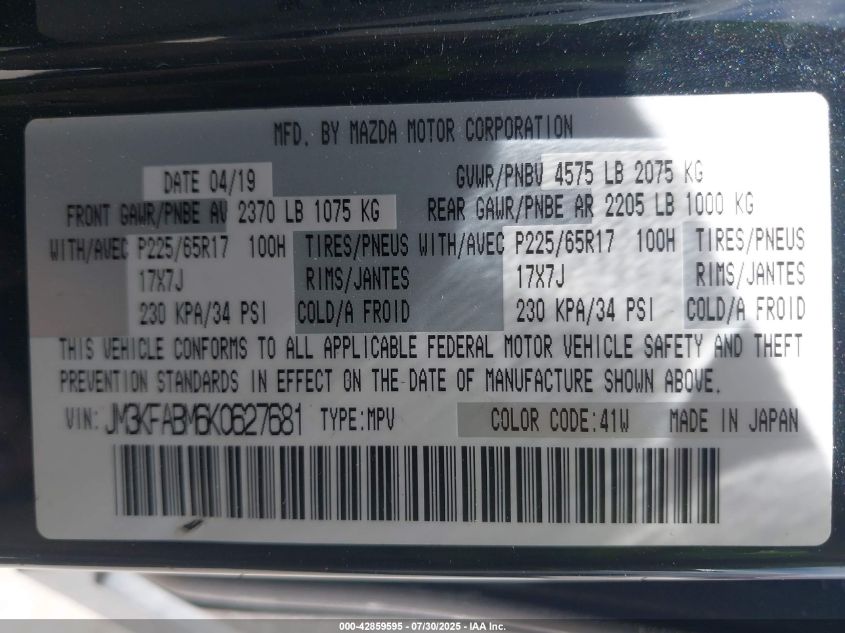 MFD. BY MAZDA MOTOR CORPORATION
DATE 04/19 GVWR/PNBV 4575 LB 2075 KG
FRONT GAWR/PNBE AV 2370 LB 1075 KG REAR GAWR/PNBE AR 2205 LB 1000 KG
WITH/AVEC P225/65R17 100H TIRES/PNEUS WITH/AVEC P225/65R17 100H TIRES/PNEUS
17X7J RIMS/JANTES 17X7J RIMS/JANTES
230 KPA/34 PSI COLD/A FROID 230 KPA/34 PSI COLD/A FROID
THIS VEHICLE CONFORMS TO ALL APPLICABLE FEDERAL MOTOR VEHICLE SAFETY AND THEFT
PREVENTION STANDARDS IN EFFECT ON THE DATE OF MANUFACTURE SHOWN ABOVE.
VIN: JM3KFABM6K0627681 TYPE:MPV COLOR CODE:41W MADE IN JAPAN
000-42859595 - 07/30/2025 - IAA Inc.